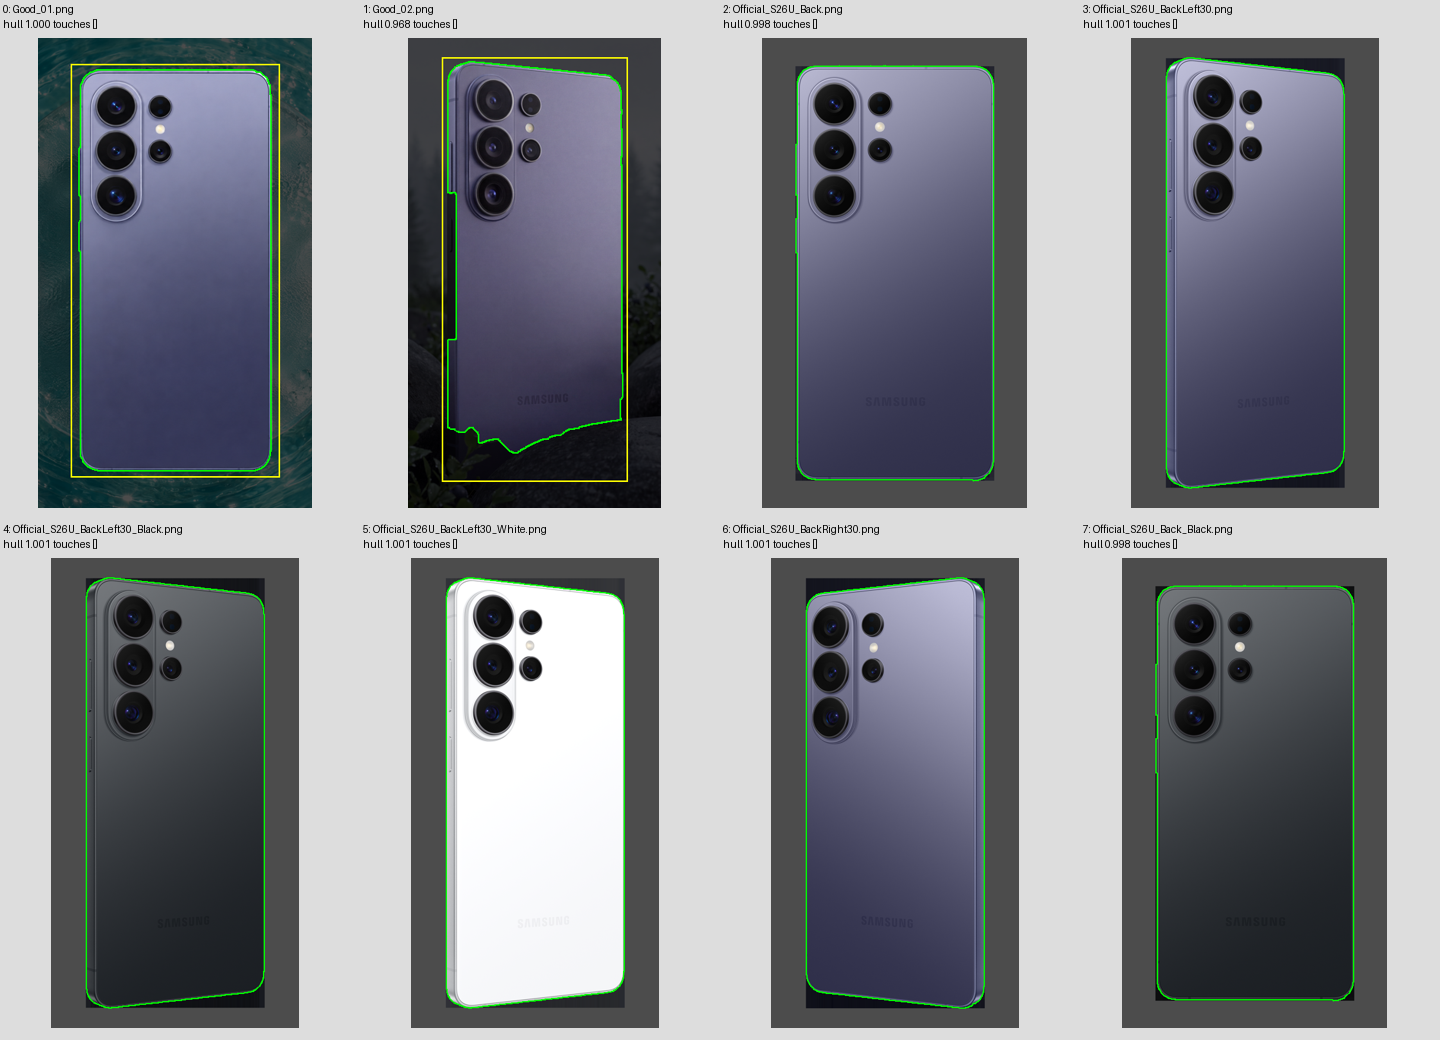 0: Good_01.png
hull 1.000 touches []
1: Good_02.png
hull 0.968 touches []
2: Official_S26U_Back.png
hull 0.998 touches []
3: Official_S26U_BackLeft30.png
hull 1.001 touches []
SAMSUNG
SAMSUNG
SAMSUNG
4: Official_S26U_BackLeft30_Black.png
hull 1.001 touches []
5: Official_S26U_BackLeft30_White.png
hull 1.001 touches []
6: Official_S26U_BackRight30.png
hull 1.001 touches []
7: Official_S26U_Back_Black.png
hull 0.998 touches []
SAMSUNG
SAMSUNG
SAMSUNG
SAMSUNG